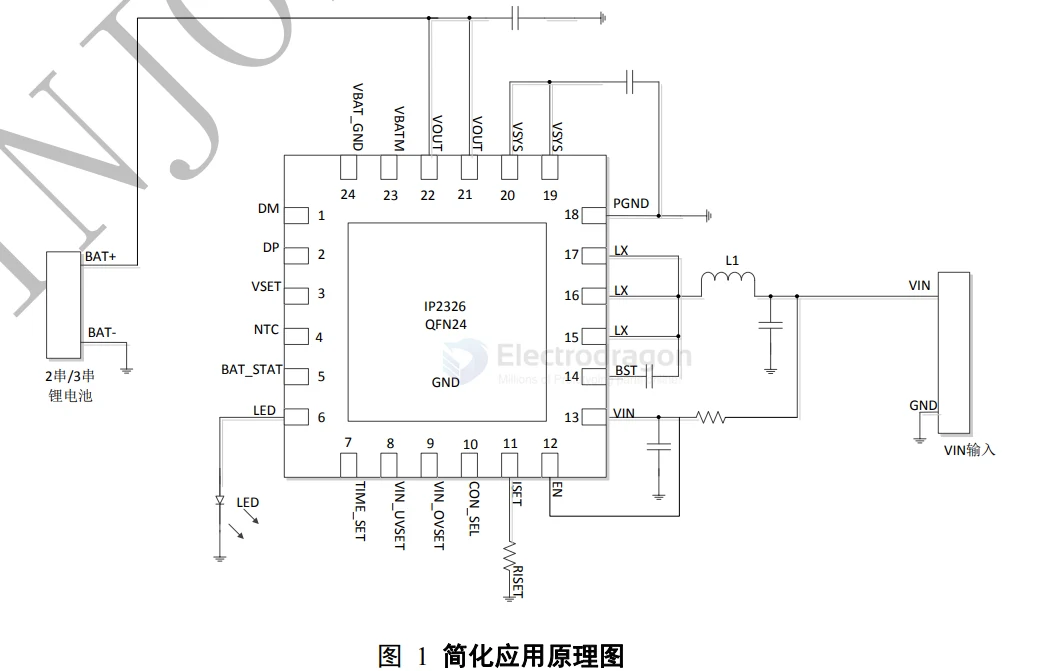 INJO
VBAT_GND
VBATM
VOUT
VOUT
VSYS
VSYS
24
23
22
21
20
19
DM
1
DP
2
VSET
3
NTC
4
BAT_STAT
5
LED
6
18
PGND
17
LX
16
LX
15
LX
14
BST
13
VIN
IP2326
QFN24
GND
Electrodragon
7
8
9
10
11
12
TIME_SET
VIN_UVSET
VIN_OVSET
CON_SEL
ISET
EN
RISET
LED
BAT+
BAT-
2串/3串
锂电池
L1
VIN
GND
VIN输入
图 1 简化应用原理图